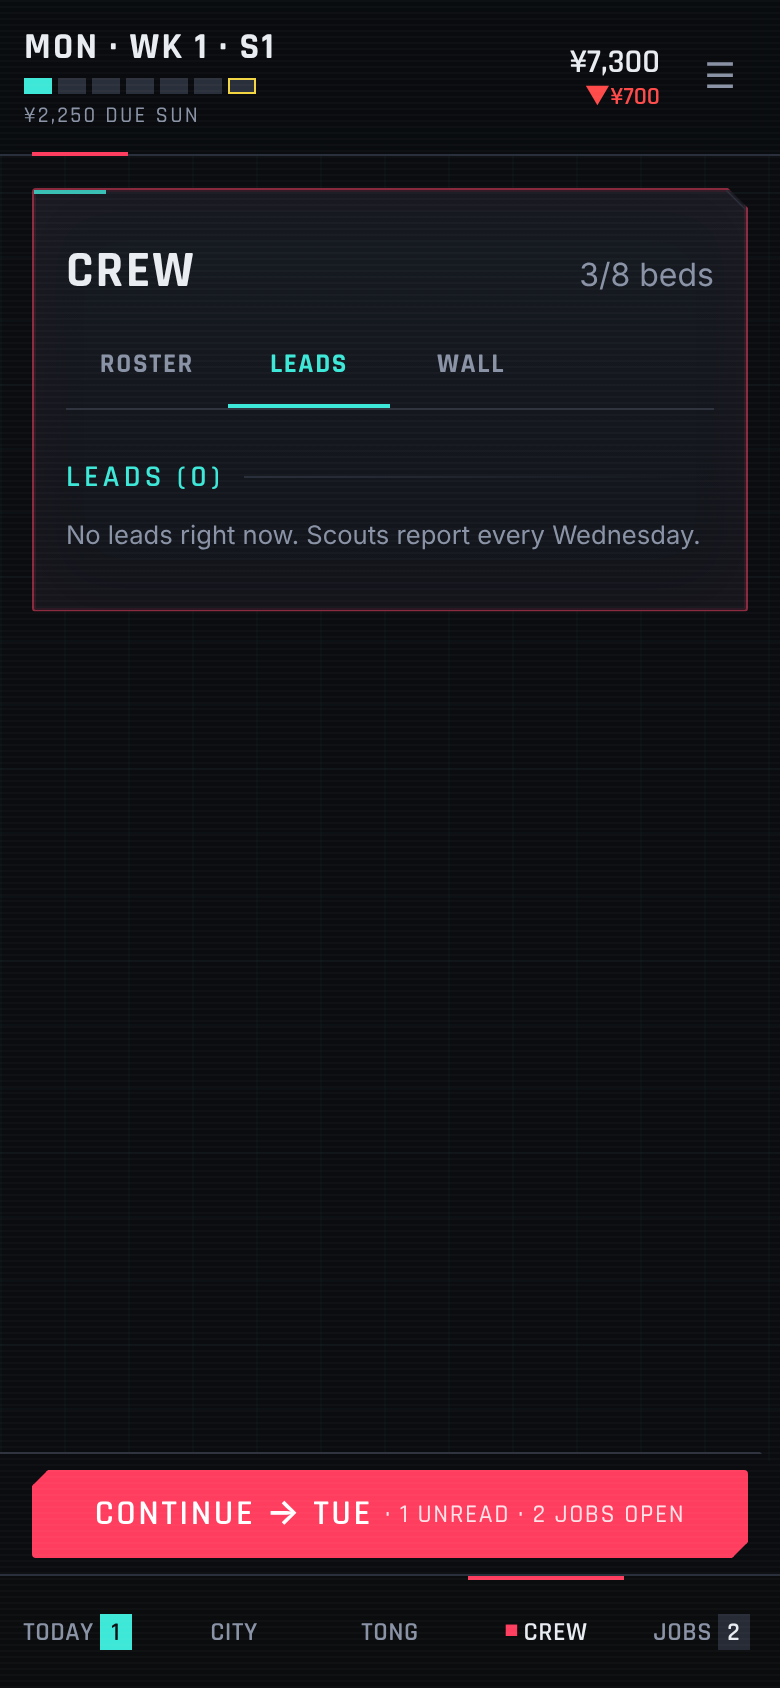 MON · WK 1 · S1
¥2,250 DUE SUN
¥7,300
▼¥700
CREW
3/8 beds
ROSTER LEADS WALL
LEADS (0)
No leads right now. Scouts report every Wednesday.
CONTINUE → TUE · 1 UNREAD · 2 JOBS OPEN
TODAY 1 CITY TONG CREW JOBS 2